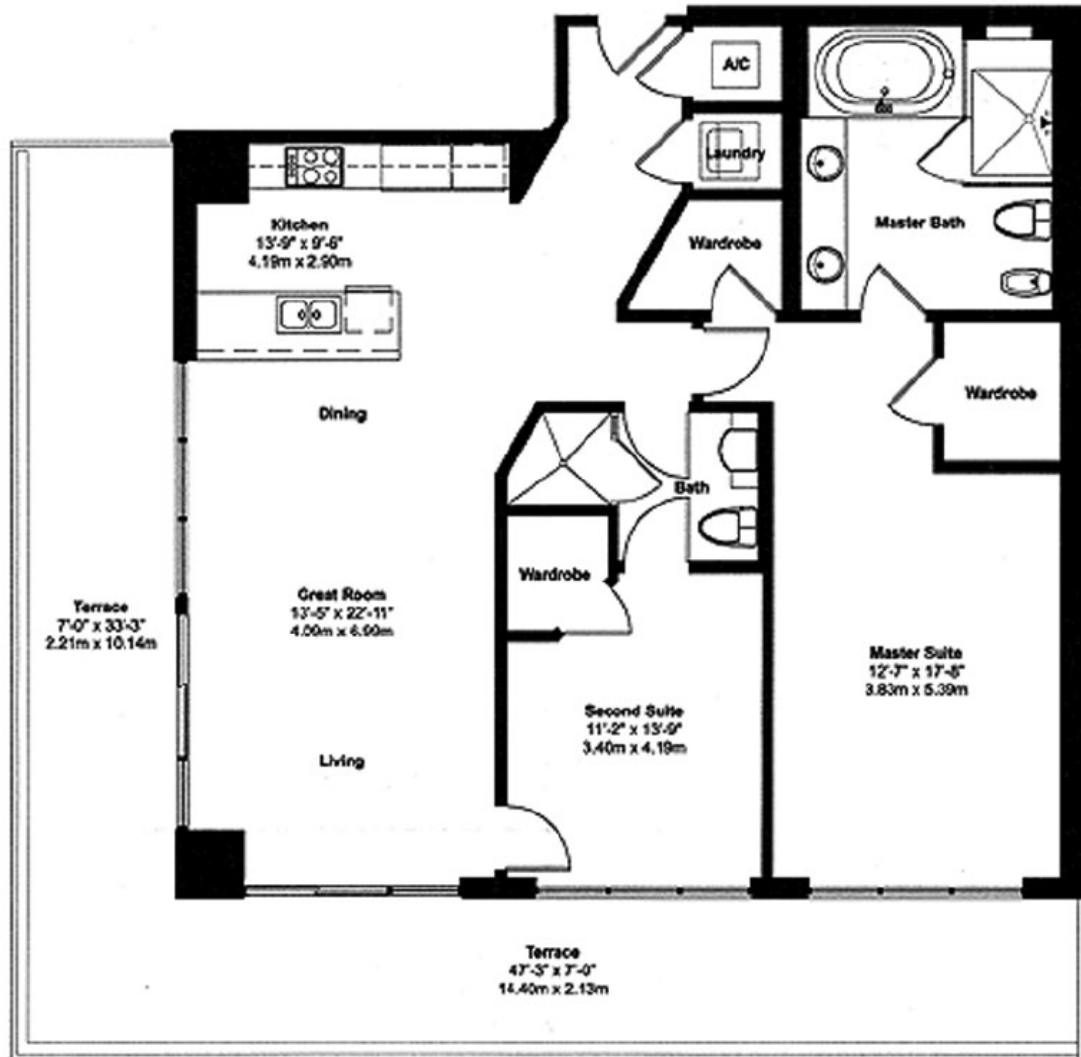 A/C
Laundry
Kitchen
13'-9" x 9'-6"
4.19m x 2.90m
Wardrobe
Master Bath
Wardrobe
Dining
Bath
Wardrobe
Terrace
7'-0" x 33'-3"
2.21m x 10.14m
Great Room
13'-5" x 22'-11"
4.09m x 6.99m
Master Suite
12'-7" x 17'-8"
3.83m x 5.39m
Second Suite
11'-2" x 13'-9"
3.40m x 4.19m
Living
Terrace
47'-3" x 7'-0"
14.40m x 2.13m